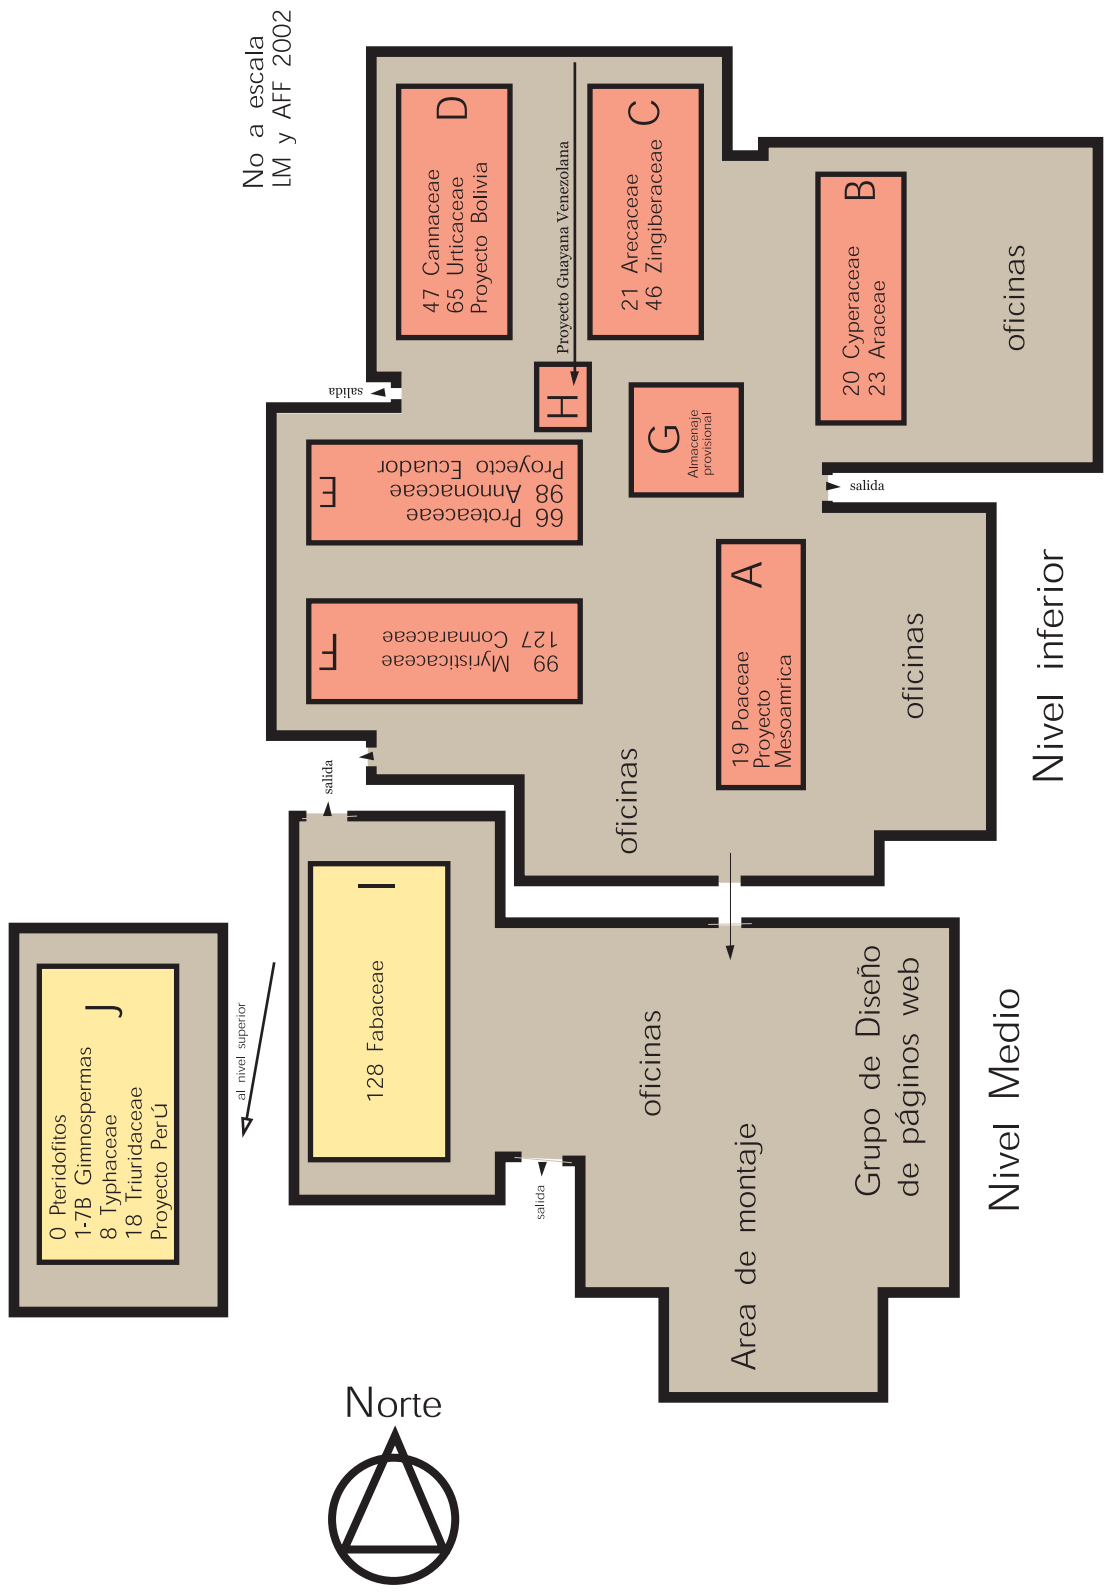 No a escala
LM y AFF 2002
D
47 Cannaceae
65 Urticaceae
Proyecto Bolivia
Proyecto Guayana Venezolana
C
21 Arecaceae
46 Zingiberaceae
B
20 Cyperaceae
23 Araceae
oficinas
salida
H
G
Almacenaje
provisional
E
66 Proteaceae
98 Annonaceae
Proyecto Ecuador
salida
F
99 Myristicaceae
127 Connaraceae
A
19 Poaceae
Proyecto
Mesoamrica
oficinas
oficinas
Nivel inferior
salida
I
128 Fabaceae
J
0 Pteridofitos
1-7B Gimnospermas
8 Typhaceae
18 Triuridaceae
Proyecto Perú
al nivel superior
salida
oficinas
Area de montaje
Grupo de Diseño
de páginos web
Nivel Medio
Norte